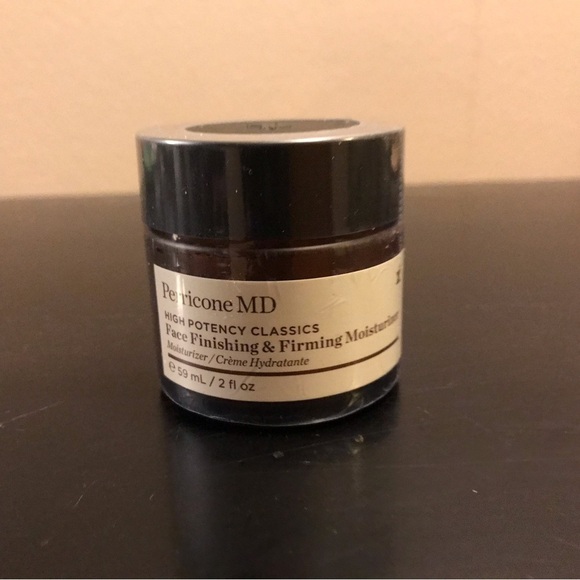 Perricone MD
HIGH POTENCY CLASSICS
Face Finishing & Firming Moisturizer
Moisturizer / Crème Hydratante
e 59 mL / 2 fl oz